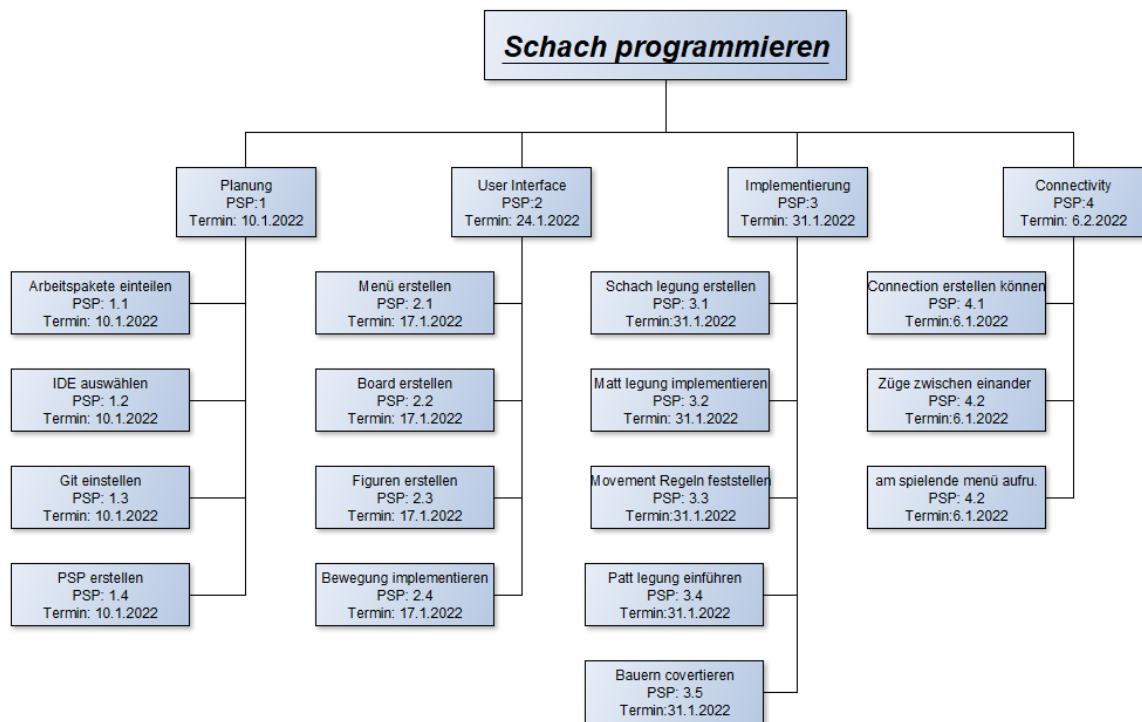 Schach programmieren
Planung
PSP:1
Termin: 10.1.2022
Arbeitspakete einteilen
PSP: 1.1
Termin: 10.1.2022
IDE auswählen
PSP: 1.2
Termin: 10.1.2022
Git einstellen
PSP: 1.3
Termin: 10.1.2022
PSP erstellen
PSP: 1.4
Termin: 10.1.2022
User Interface
PSP:2
Termin: 24.1.2022
Menü erstellen
PSP: 2.1
Termin: 17.1.2022
Board erstellen
PSP: 2.2
Termin: 17.1.2022
Figuren erstellen
PSP: 2.3
Termin: 17.1.2022
Bewegung implementieren
PSP: 2.4
Termin: 17.1.2022
Implementierung
PSP:3
Termin: 31.1.2022
Schach legung erstellen
PSP: 3.1
Termin:31.1.2022
Matt legung implementieren
PSP: 3.2
Termin: 31.1.2022
Movement Regeln feststellen
PSP: 3.3
Termin:31.1.2022
Patt legung einführen
PSP: 3.4
Termin:31.1.2022
Bauern covertieren
PSP: 3.5
Termin:31.1.2022
Connectivity
PSP:4
Termin: 6.2.2022
Connection erstellen können
PSP: 4.1
Termin:6.1.2022
Züge zwischen einander
PSP: 4.2
Termin:6.1.2022
am spielende menü aufru.
PSP: 4.2
Termin:6.1.2022